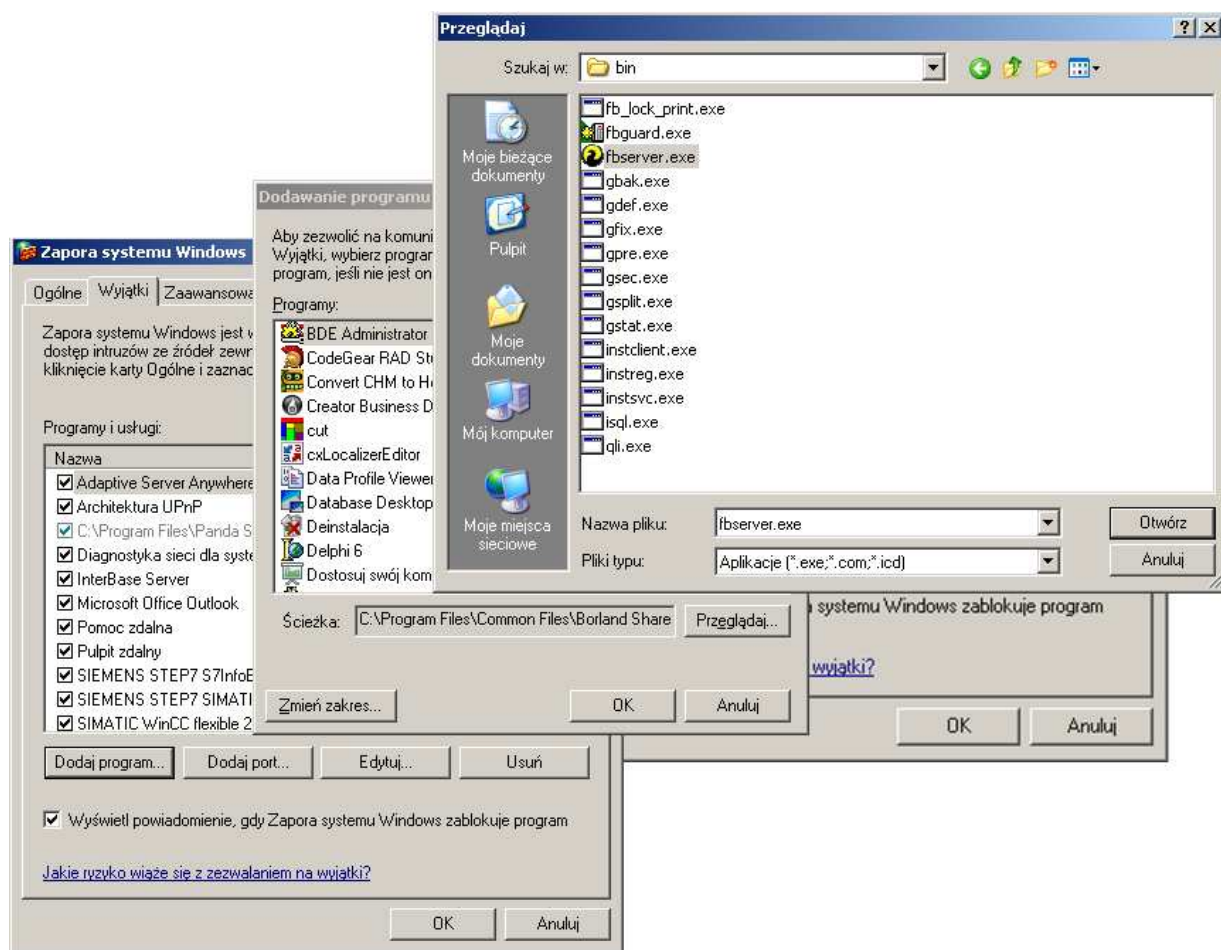 Przeglądaj
Szukaj w:
bin
Moje bieżące
dokumenty
Pulpit
Moje
dokumenty
Mój komputer
Moje miejsca
sieciowe
fb_lock_print.exe
fbguard.exe
fbserver.exe
gbak.exe
gdef.exe
gfix.exe
gpre.exe
gsec.exe
gsplit.exe
gstat.exe
instclient.exe
instreg.exe
instsvc.exe
isql.exe
qli.exe
Nazwa pliku:
fbserver.exe
Otwórz
Pliki typu:
Aplikacje (*.exe;*.com;*.icd)
Anuluj
Dodawanie programu
Aby zezwolić na komuni
Wyjątki, wybierz progran
program, jeśli nie jest on
Programy:
BDE Administrator
CodeGear RAD Stu
Convert CHM to He
Creator Business D
cut
cxLocalizerEditor
Data Profile Viewer
Database Desktop
Deinstalacja
Delphi 6
Dostosuj swój kom
Ścieżka:
C:\Program Files\Common Files\Borland Share
Przeglądaj...
Zmień zakres...
OK
Anuluj
Zapora systemu Windows
Ogólne
Wyjątki
Zaawansowa
Zapora systemu Windows jest w
dostęp intruzów ze źródeł zewn
kliknięcie karty Ogólne i zaznac
Programy i usługi:
Nazwa
Adaptive Server Anywhere
Architektura UPnP
C:\Program Files\Panda S
Diagnostyka sieci dla syste
InterBase Server
Microsoft Office Outlook
Pomoc zdalna
Pulpit zdalny
SIEMENS STEP7 S7InfoE
SIEMENS STEP7 SIMATI
SIMATIC WinCC flexible 2
Dodaj program...
Dodaj port...
Edytuj...
Usuń
Wyświetl powiadomienie, gdy Zapora systemu Windows zablokuje program
Jakie ryzyko wiąże się z zezwalaniem na wyjątki?
OK
Anuluj
systemu Windows zablokuje program
wyjątki?
OK
Anuluj